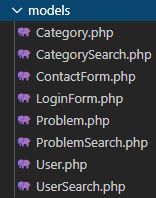 models
Category.php
CategorySearch.php
ContactForm.php
LoginForm.php
Problem.php
ProblemSearch.php
User.php
UserSearch.php